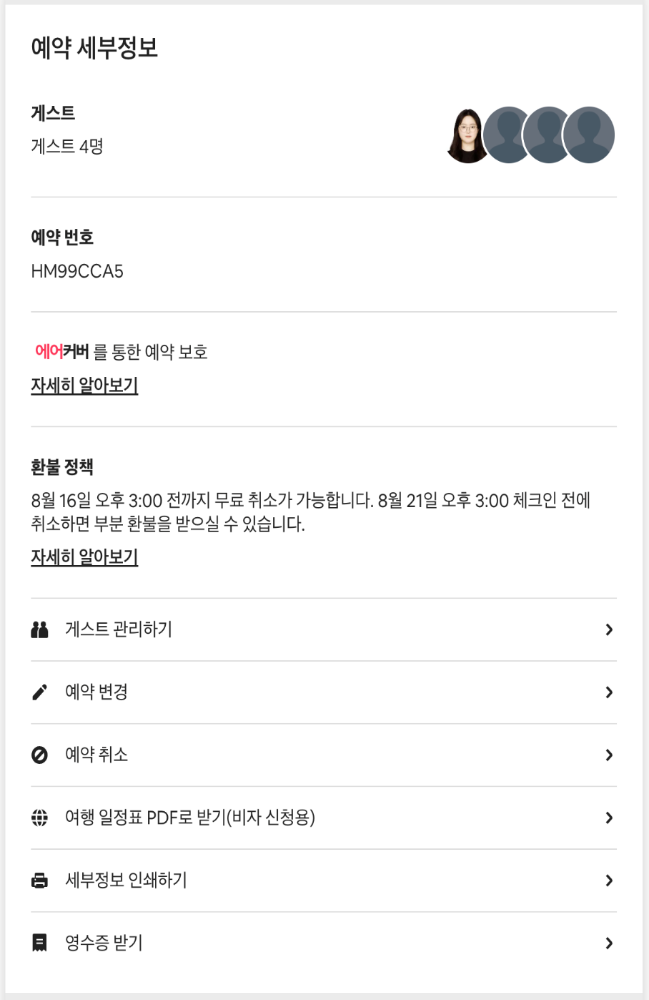 예약 세부정보
게스트
게스트 4명
예약 번호
HM99CCA5
에어커버 를 통한 예약 보호
자세히 알아보기
환불 정책
8월 16일 오후 3:00 전까지 무료 취소가 가능합니다. 8월 21일 오후 3:00 체크인 전에
취소하면 부분 환불을 받으실 수 있습니다.
자세히 알아보기
게스트 관리하기
예약 변경
예약 취소
여행 일정표 PDF로 받기(비자 신청용)
세부정보 인쇄하기
영수증 받기